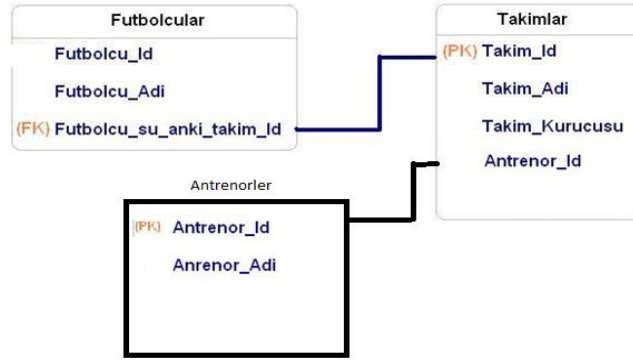 Futbolcular
Futbolcu_Id
Futbolcu_Adi
(FK) Futbolcu_su_anki_takim_Id
Takimlar
(PK) Takim_Id
Takim_Adi
Takim_Kurucusu
Antrenor_Id
Antrenorler
(PK) Antrenor_Id
Anrenor_Adi